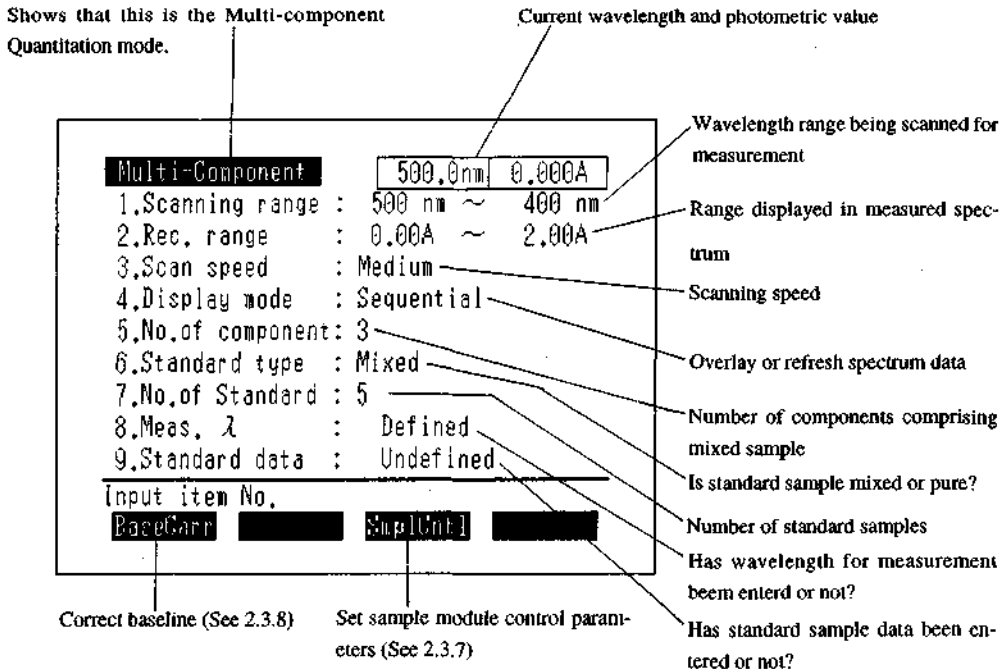 Shows that this is the Multi-component
Quantitation mode.
Current wavelength and photometric value
Multi-Component
500.0nm 0.000A
1.Scanning range : 500 nm ~ 400 nm
2.Rec. range : 0.00A ~ 2.00A
3.Scan speed : Medium
4.Display mode : Sequential
5.No.of component: 3
6.Standard type : Mixed
7.No.of Standard : 5
8.Meas. λ : Defined
9.Standard data : Undefined
Input item No.
BaseCorr SmplCntl
Wavelength range being scanned for
measurement
Range displayed in measured spec-
trum
Scanning speed
Overlay or refresh spectrum data
Number of components comprising
mixed sample
Is standard sample mixed or pure?
Number of standard samples
Has wavelength for measurement
beem enterd or not?
Has standard sample data been en-
tered or not?
Correct baseline (See 2.3.8)
Set sample module control param-
eters (See 2.3.7)